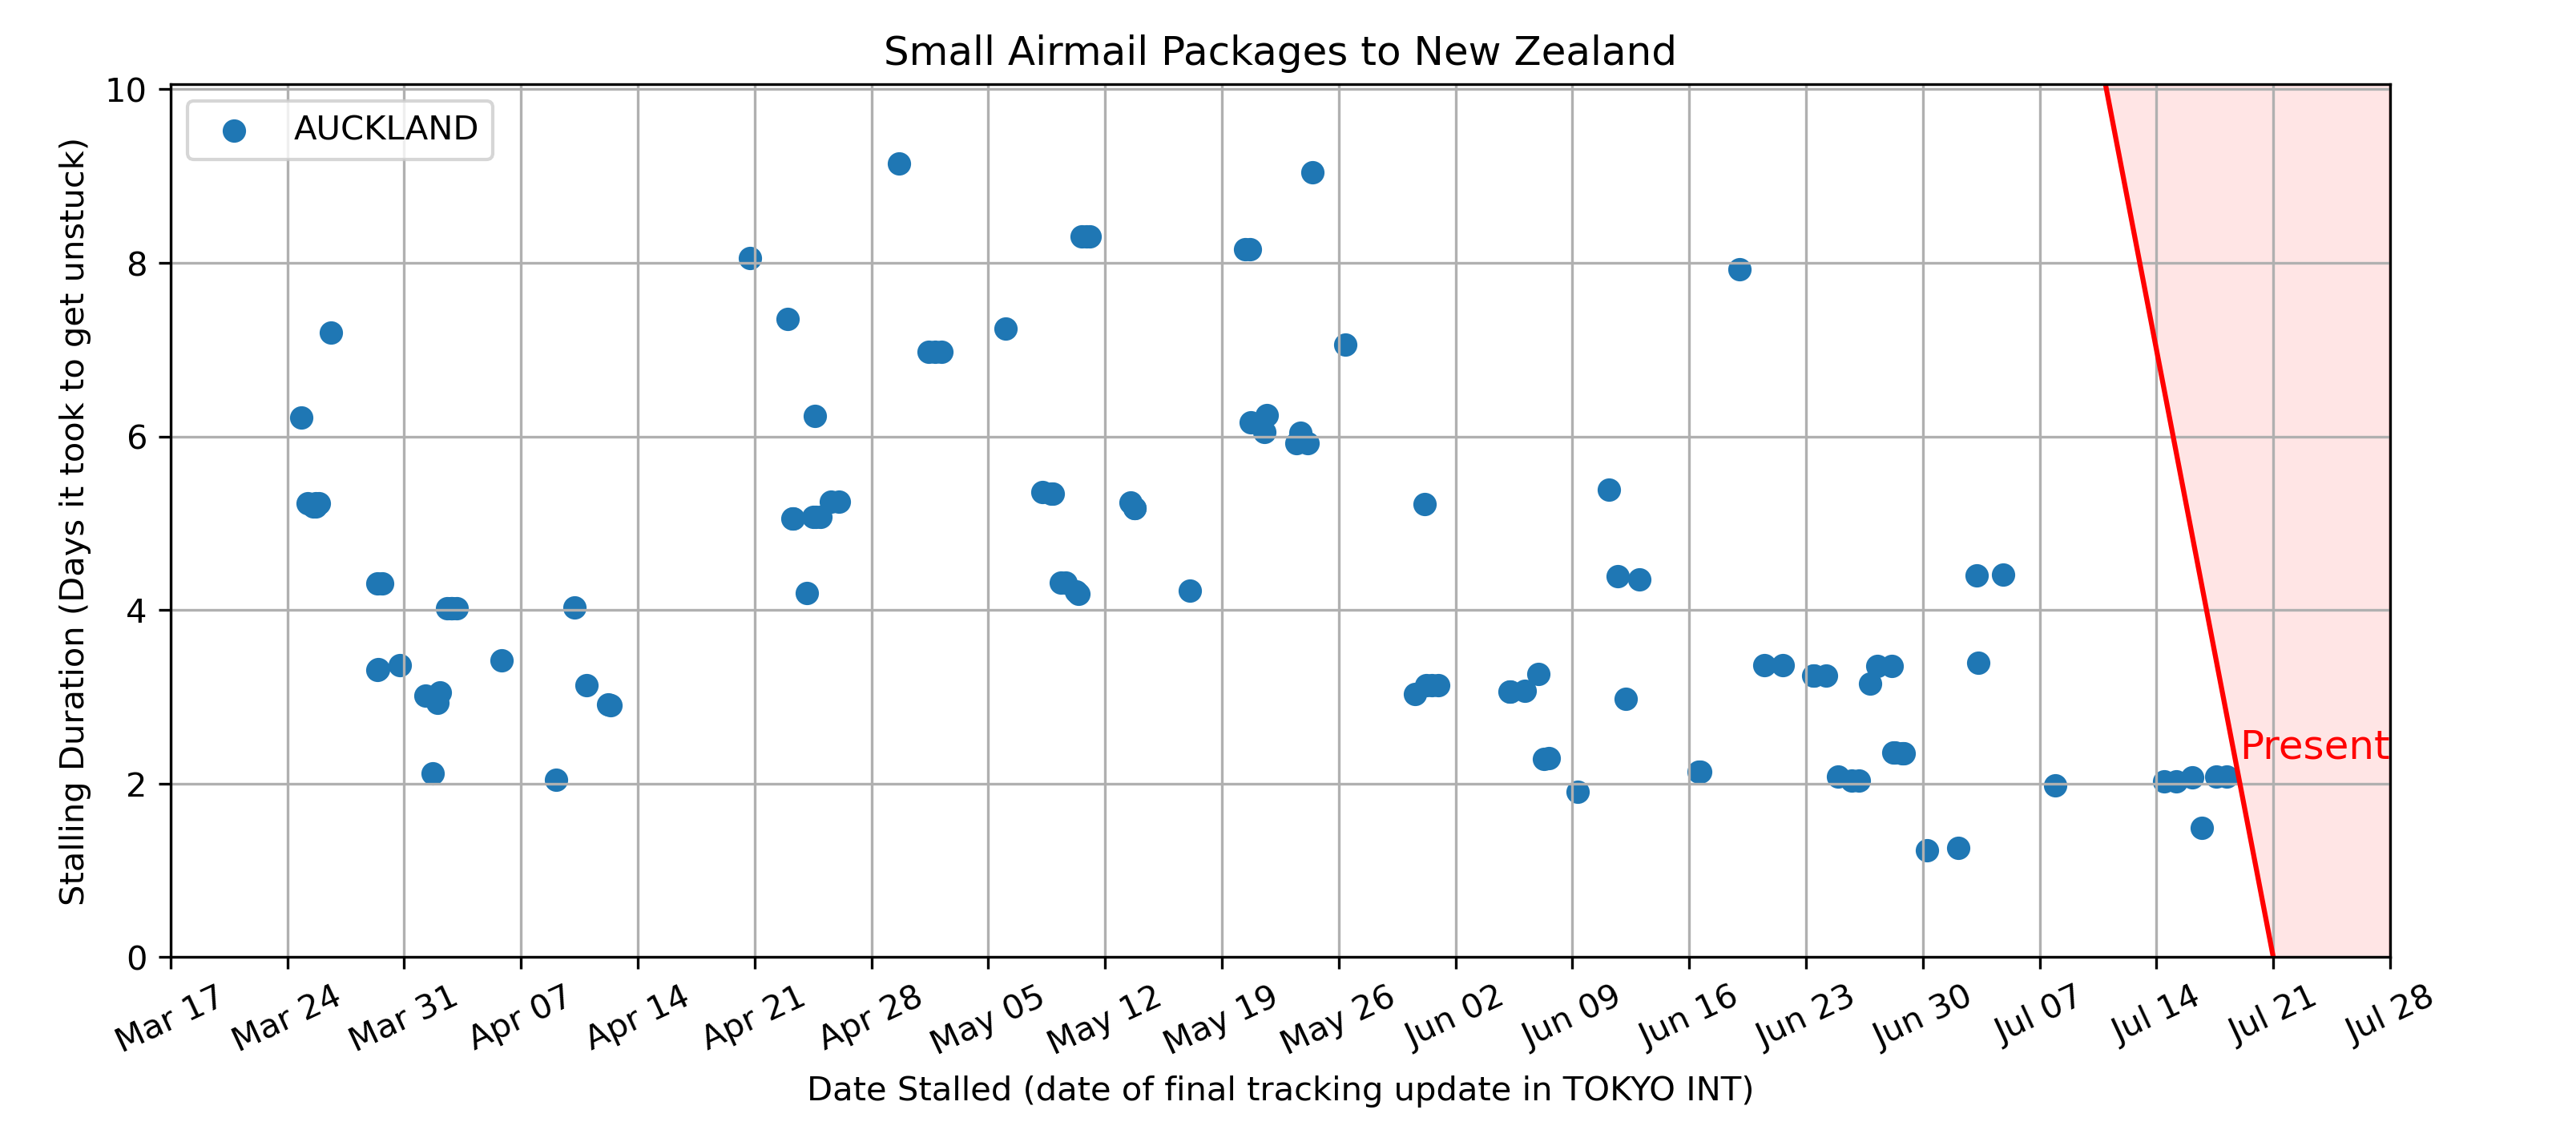 Small Airmail Packages to New Zealand
AUCKLAND
Stalling Duration (Days it took to get unstuck)
10
8
6
4
2
0
Present
Mar 17
Mar 24
Mar 31
Apr 07
Apr 14
Apr 21
Apr 28
May 05
May 12
May 19
May 26
Jun 02
Jun 09
Jun 16
Jun 23
Jun 30
Jul 07
Jul 14
Jul 21
Jul 28
Date Stalled (date of final tracking update in TOKYO INT)